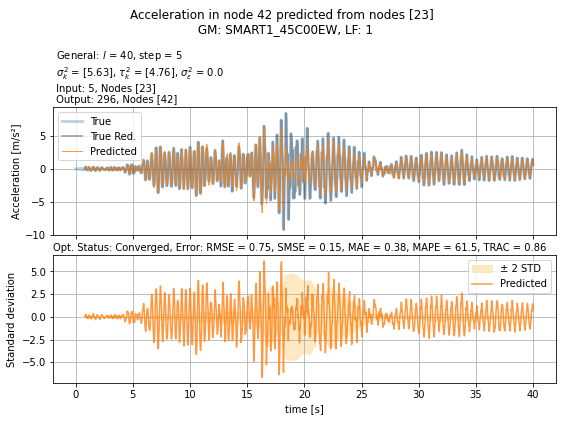 Acceleration in node 42 predicted from nodes [23]
GM: SMART1_45C00EW, LF: 1
General: l = 40, step = 5
σ²ₖ = [5.63], τ²ₖ = [4.76], σ²ε = 0.0
Input: 5, Nodes [23]
Output: 296, Nodes [42]
True
True Red.
Predicted
Acceleration [m/s²]
5
0
−5
−10
Opt. Status: Converged, Error: RMSE = 0.75, SMSE = 0.15, MAE = 0.38, MAPE = 61.5, TRAC = 0.86
± 2 STD
Predicted
Standard deviation
5.0
2.5
0.0
−2.5
−5.0
0 5 10 15 20 25 30 35 40
time [s]